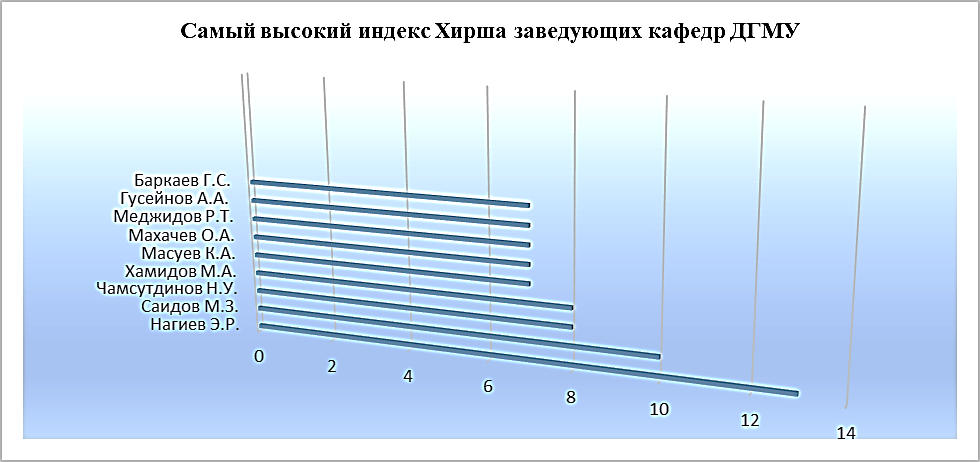 Самый высокий индекс Хирша заведующих кафедр ДГМУ
Баркаев Г.С.
Гусейнов А.А.
Меджидов Р.Т.
Махачев О.А.
Масуев К.А.
Хамидов М.А.
Чамсутдинов Н.У.
Саидов М.З.
Нагиев Э.Р.
0
2
4
6
8
10
12
14